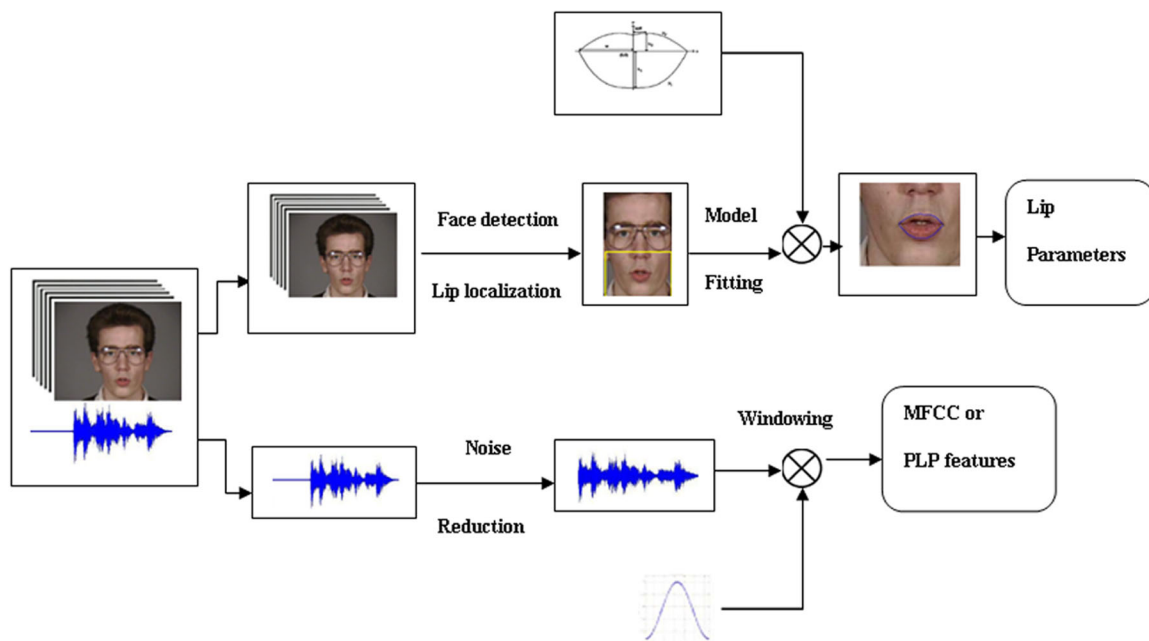 Face detection
Lip localization
Model
Fitting
Lip
Parameters
Noise
Reduction
Windowing
MFCC or
PLP features